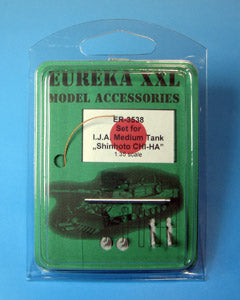 EUREKA XXL
MODEL ACCESSORIES
ER-3538
Set for
I.J.A. Medium Tank
„Shinhoto CHI-HA”
1:35 scale